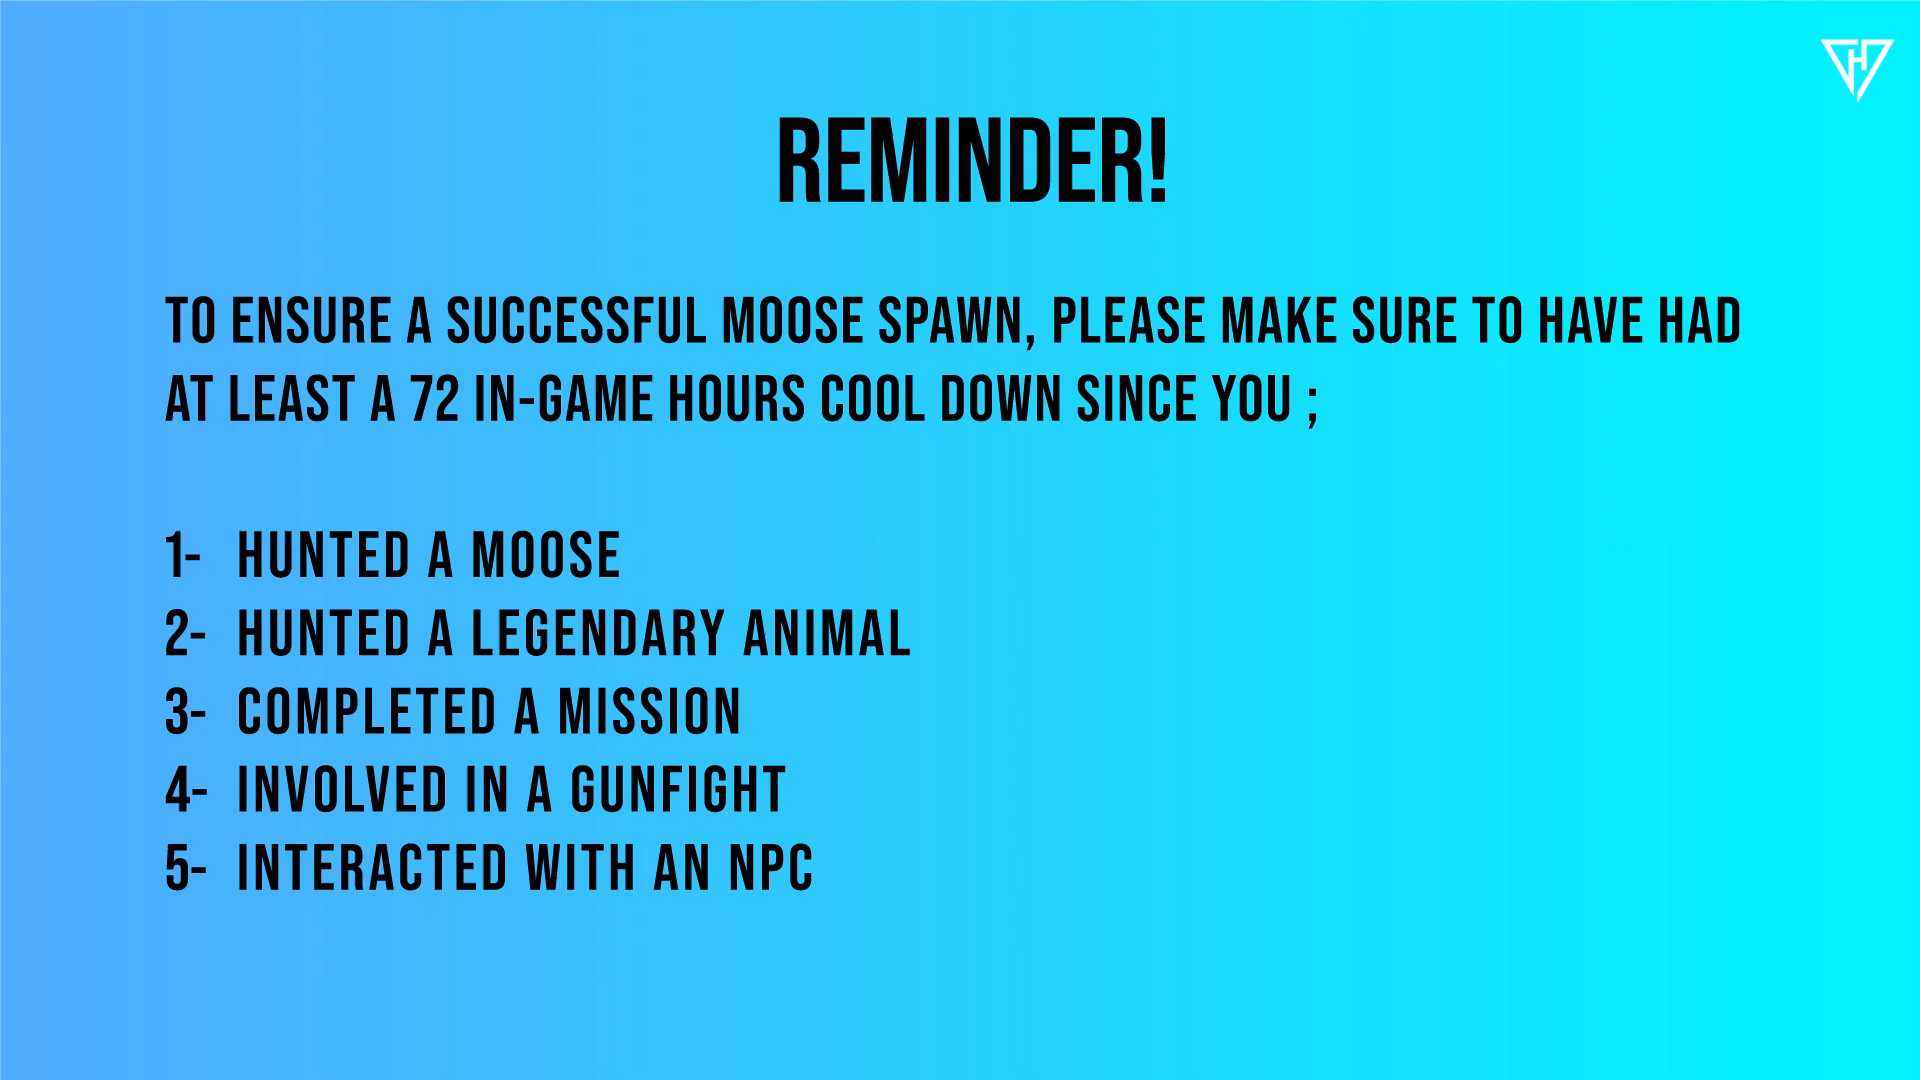 REMINDER!
TO ENSURE A SUCCESSFUL MOOSE SPAWN, PLEASE MAKE SURE TO HAVE HAD
AT LEAST A 72 IN-GAME HOURS COOL DOWN SINCE YOU ;
1- HUNTED A MOOSE
2- HUNTED A LEGENDARY ANIMAL
3- COMPLETED A MISSION
4- INVOLVED IN A GUNFIGHT
5- INTERACTED WITH AN NPC